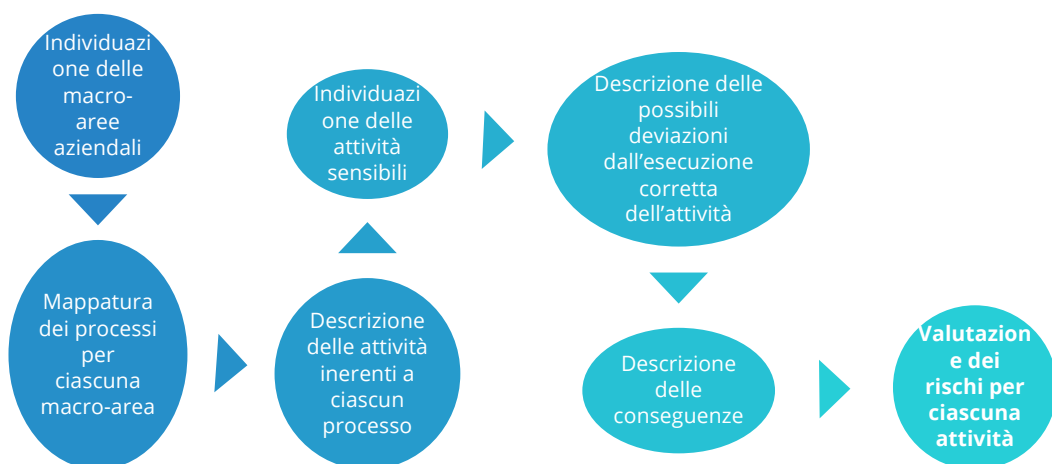 Individuazi
one delle
macro-
aree
aziendali
Mappatura
dei processi
per
ciascuna
macro-area
Descrizione
delle attività
inerenti a
ciascun
processo
Individuazi
one delle
attività
sensibili
Descrizione delle
possibili
deviazioni
dall’esecuzione
corretta
dell’attività
Descrizione
delle
conseguenze
Valutazion
e dei
rischi per
ciascuna
attività